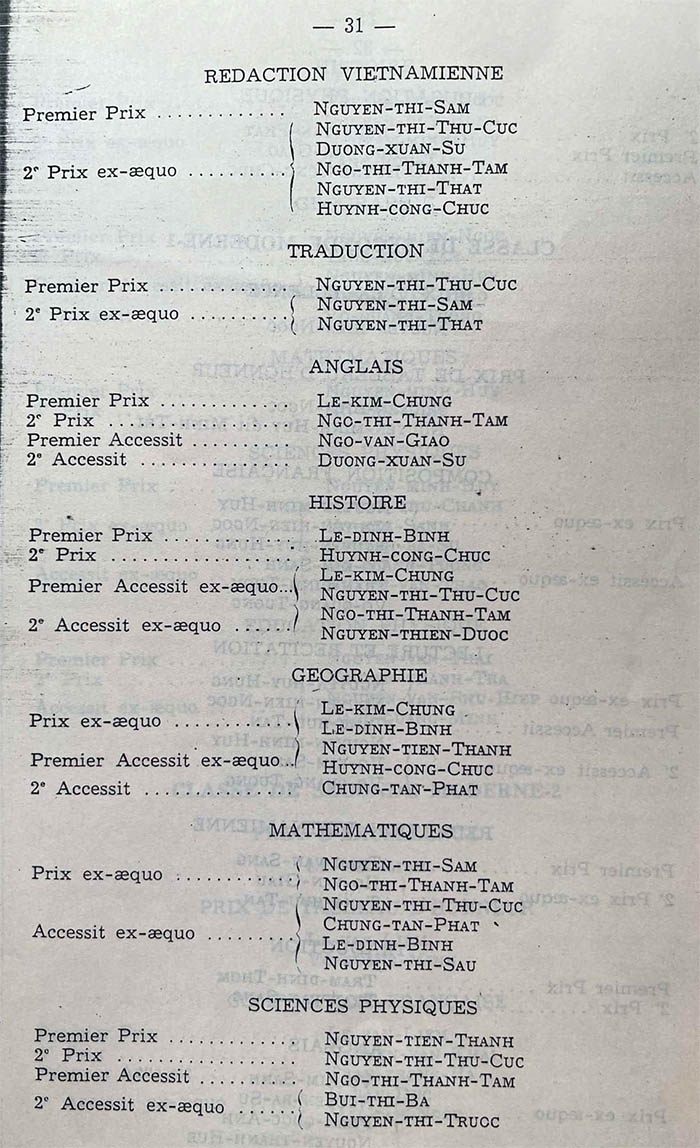 — 31 —
REDACTION VIETNAMIENNE
Premier Prix . . . . . . . . . . . . NGUYEN-THI-SAM
2e Prix ex-æquo . . . . . . . . . { NGUYEN-THI-THU-CUC
DUONG-XUAN-SU
NGO-THI-THANH-TAM
NGUYEN-THI-THAT
HUYNH-CONG-CHUC
TRADUCTION
Premier Prix . . . . . . . . . . . . NGUYEN-THI-THU-CUC
2e Prix ex-æquo . . . . . . . . . { NGUYEN-THI-SAM
NGUYEN-THI-THAT
ANGLAIS
Premier Prix . . . . . . . . . . . . LE-KIM-CHUNG
2e Prix . . . . . . . . . . . . . . . . NGO-THI-THANH-TAM
Premier Accessit . . . . . . . . . NGO-VAN-GIAO
2e Accessit . . . . . . . . . . . . . DUONG-XUAN-SU
HISTOIRE
Premier Prix . . . . . . . . . . . . LE-DINH-BINH
2e Prix . . . . . . . . . . . . . . . . HUYNH-CONG-CHUC
Premier Accessit ex-æquo... { LE-KIM-CHUNG
NGUYEN-THI-THU-CUC
2e Accessit ex-æquo . . . . . . { NGO-THI-THANH-TAM
NGUYEN-THIEN-DUOC
GEOGRAPHIE
Prix ex-æquo . . . . . . . . . . . { LE-KIM-CHUNG
LE-DINH-BINH
Premier Accessit ex-æquo... { NGUYEN-TIEN-THANH
HUYNH-CONG-CHUC
2e Accessit . . . . . . . . . . . . . CHUNG-TAN-PHAT
MATHEMATIQUES
Prix ex-æquo . . . . . . . . . . . { NGUYEN-THI-SAM
NGO-THI-THANH-TAM
Accessit ex-æquo . . . . . . . . { NGUYEN-THI-THU-CUC
CHUNG-TAN-PHAT
LE-DINH-BINH
NGUYEN-THI-SAU
SCIENCES PHYSIQUES
Premier Prix . . . . . . . . . . . . NGUYEN-TIEN-THANH
2e Prix . . . . . . . . . . . . . . . . NGUYEN-THI-THU-CUC
Premier Accessit . . . . . . . . . NGO-THI-THANH-TAM
2e Accessit ex-æquo . . . . . . { BUI-THI-BA
NGUYEN-THI-TRUOC